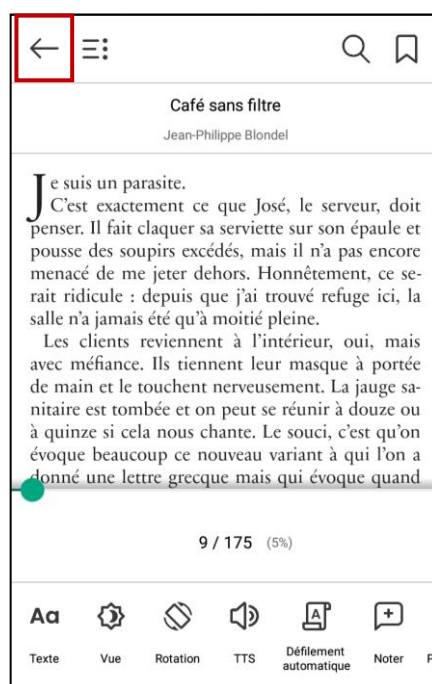 Café sans filtre
Jean-Philippe Blondel
Je suis un parasite.
C'est exactement ce que José, le serveur, doit
penser. Il fait claquer sa serviette sur son épaule et
pousse des soupirs excédés, mais il n'a pas encore
menacé de me jeter dehors. Honnêtement, ce se-
rait ridicule : depuis que j'ai trouvé refuge ici, la
salle n'a jamais été qu'à moitié pleine.
Les clients reviennent à l'intérieur, oui, mais
avec méfiance. Ils tiennent leur masque à portée
de main et le touchent nerveusement. La jauge sa-
nitaire est tombée et on peut se réunir à douze ou
à quinze si cela nous chante. Le souci, c'est qu'on
évoque beaucoup ce nouveau variant à qui l'on a
donné une lettre grecque mais qui évoque quand
9 / 175 (5%)
Aa A
Texte Vue Rotation TTS Défilement automatique Noter